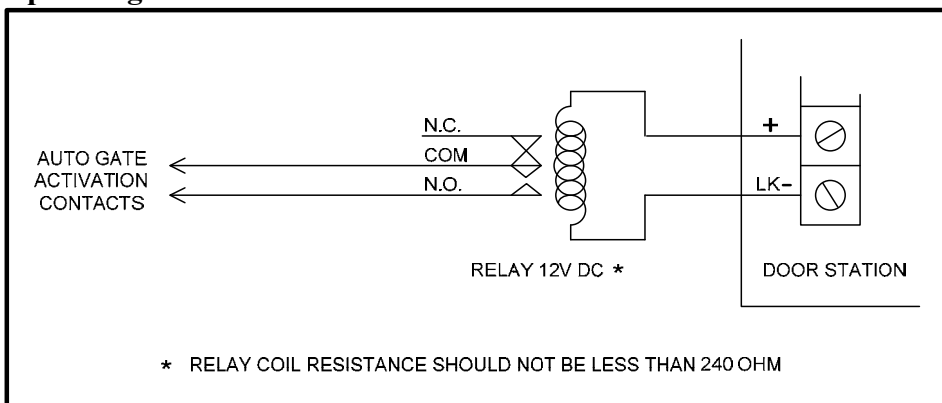 N.C.
COM
N.O.
AUTO GATE
ACTIVATION
CONTACTS
+
LK-
RELAY 12V DC *
DOOR STATION
* RELAY COIL RESISTANCE SHOULD NOT BE LESS THAN 240 OHM